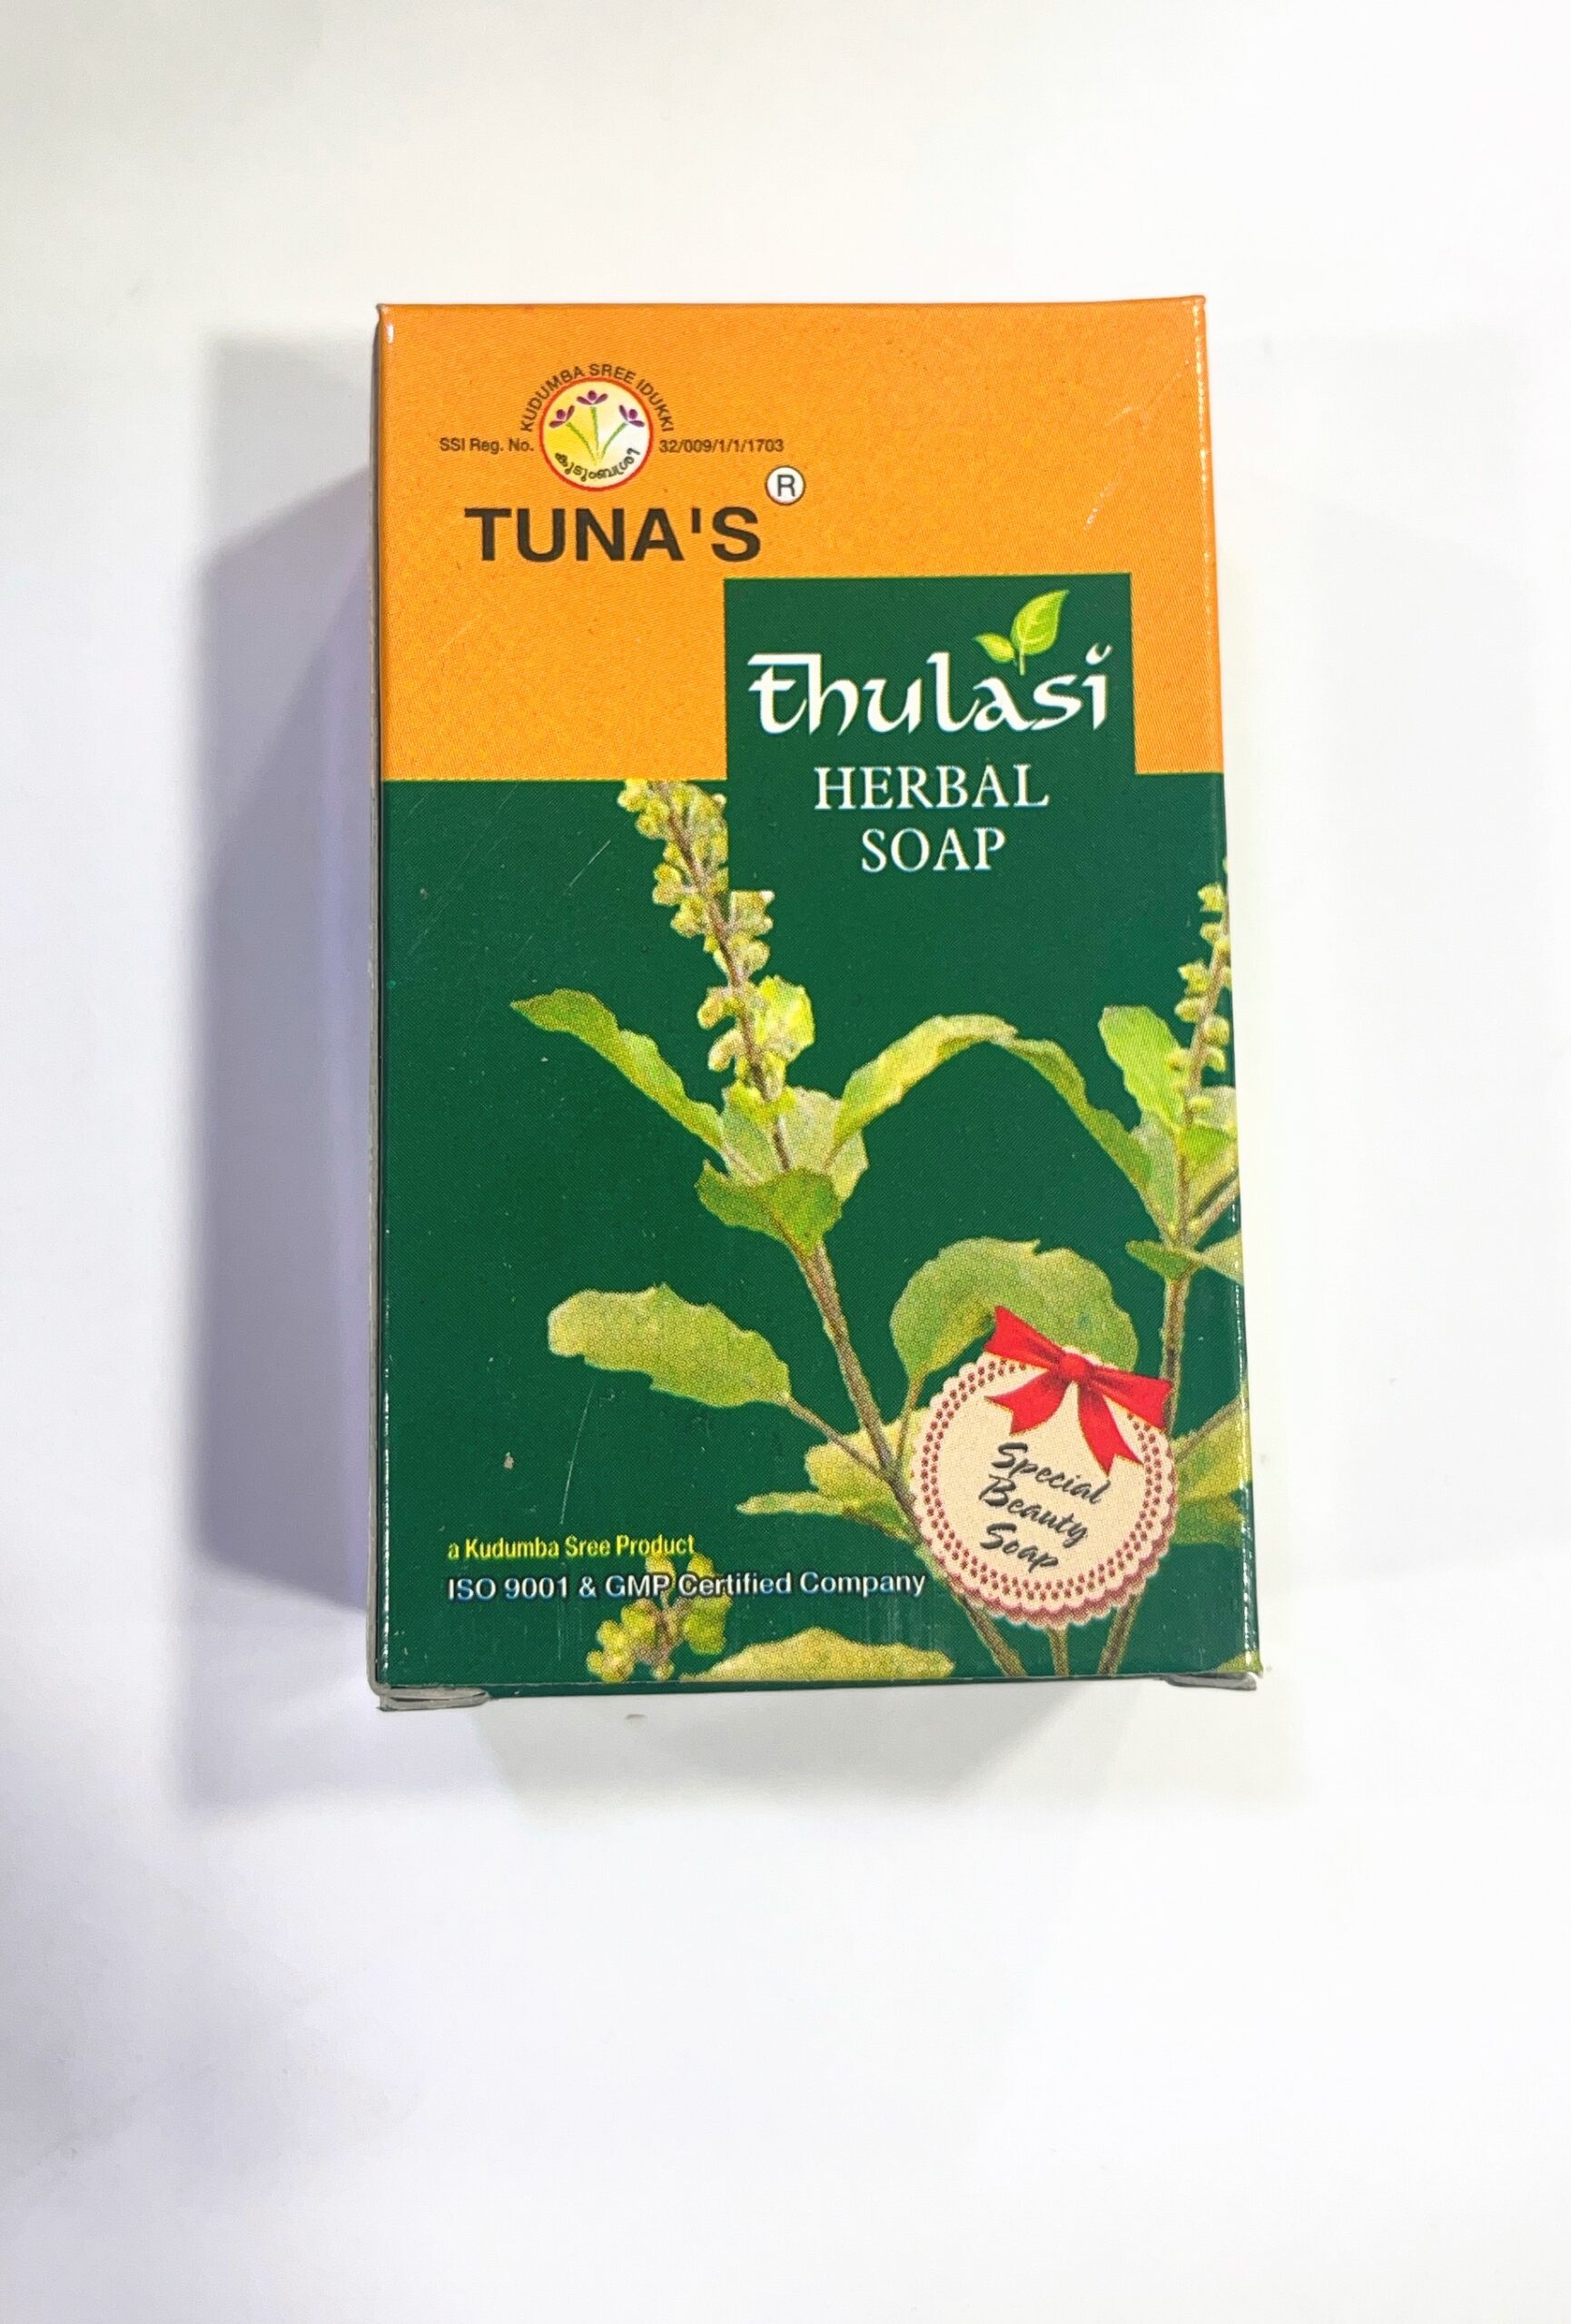 KUDUMBA SREE IDUKKI
SSI Reg. No. 32/009/1/1/1703
കുടുംബശ്രീ
TUNA'S ®
thulasi
HERBAL
SOAP
Special
Beauty
Soap
a Kudumba Sree Product
ISO 9001 & GMP Certified Company